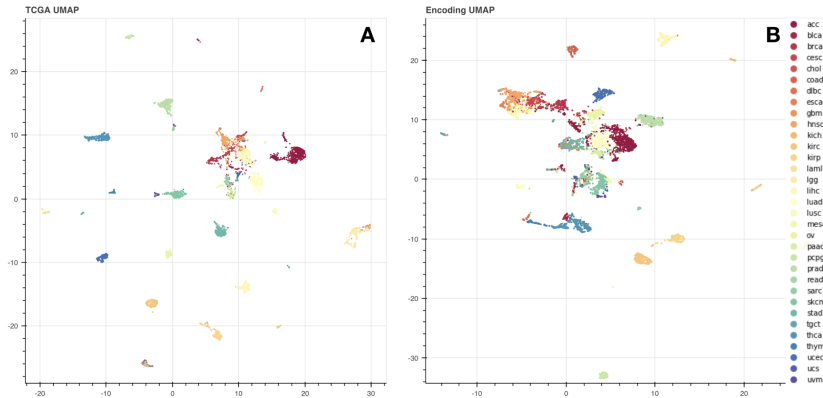 TCGA UMAP
A
20
10
0
-10
-20
-20
-10
0
10
20
30
Encoding UMAP
B
20
10
0
-10
-20
-30
-10
0
10
20
acc
blca
brca
cesc
chol
coad
dlbc
esca
gbm
hnsc
kich
kirc
kirp
laml
lgg
lihc
luad
lusc
meso
ov
paad
pcpg
prad
read
sarc
skcm
stad
tgct
thca
thym
ucec
ucs
uvm